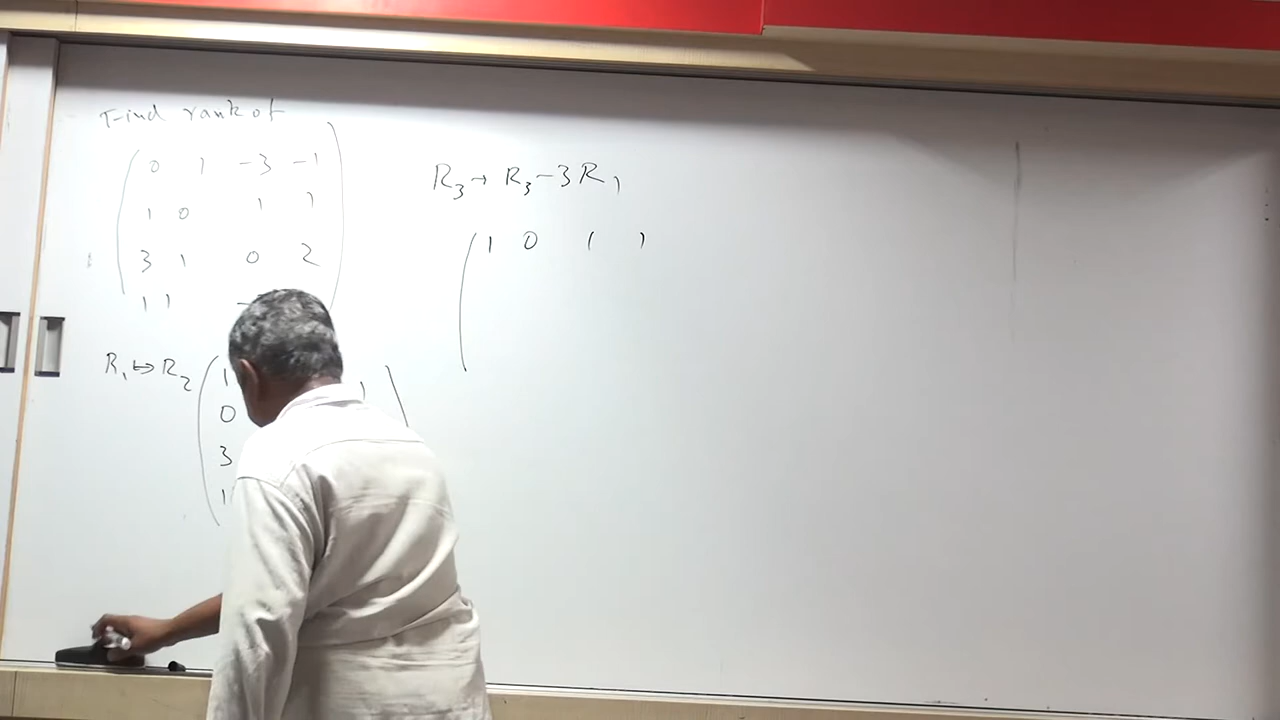 Find rank of
0 1 -3 -1
1 0 1 1
3 1 0 2
1 1 -
R₁ ↔ R₂
1 1
0
3
1
R₃ → R₃ - 3R₁
1 0 1 1